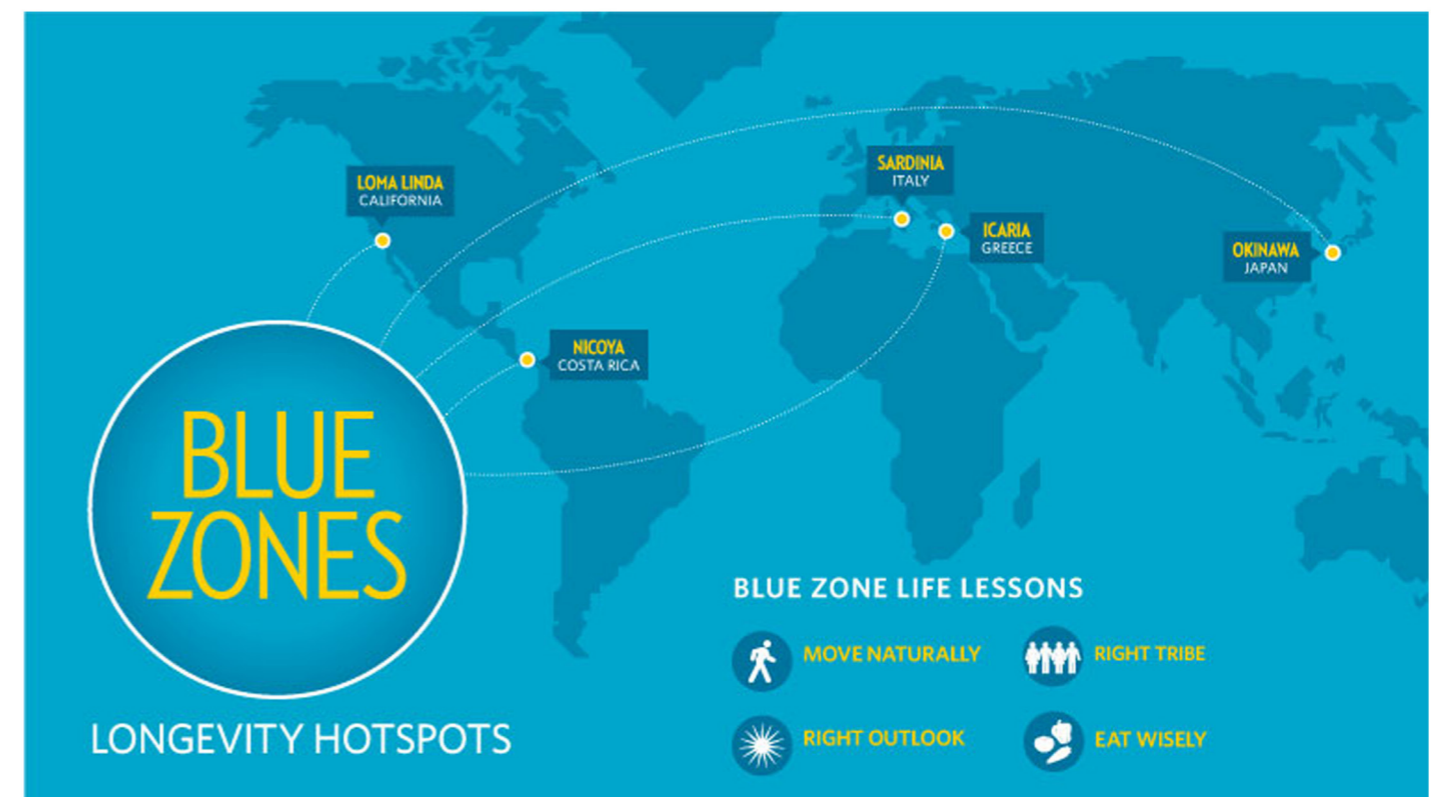 LOMA LINDA
CALIFORNIA
SARDINIA
ITALY
ICARIA
GREECE
OKINAWA
JAPAN
NICOYA
COSTA RICA
BLUE
ZONES
LONGEVITY HOTSPOTS
BLUE ZONE LIFE LESSONS
MOVE NATURALLY
RIGHT TRIBE
RIGHT OUTLOOK
EAT WISELY